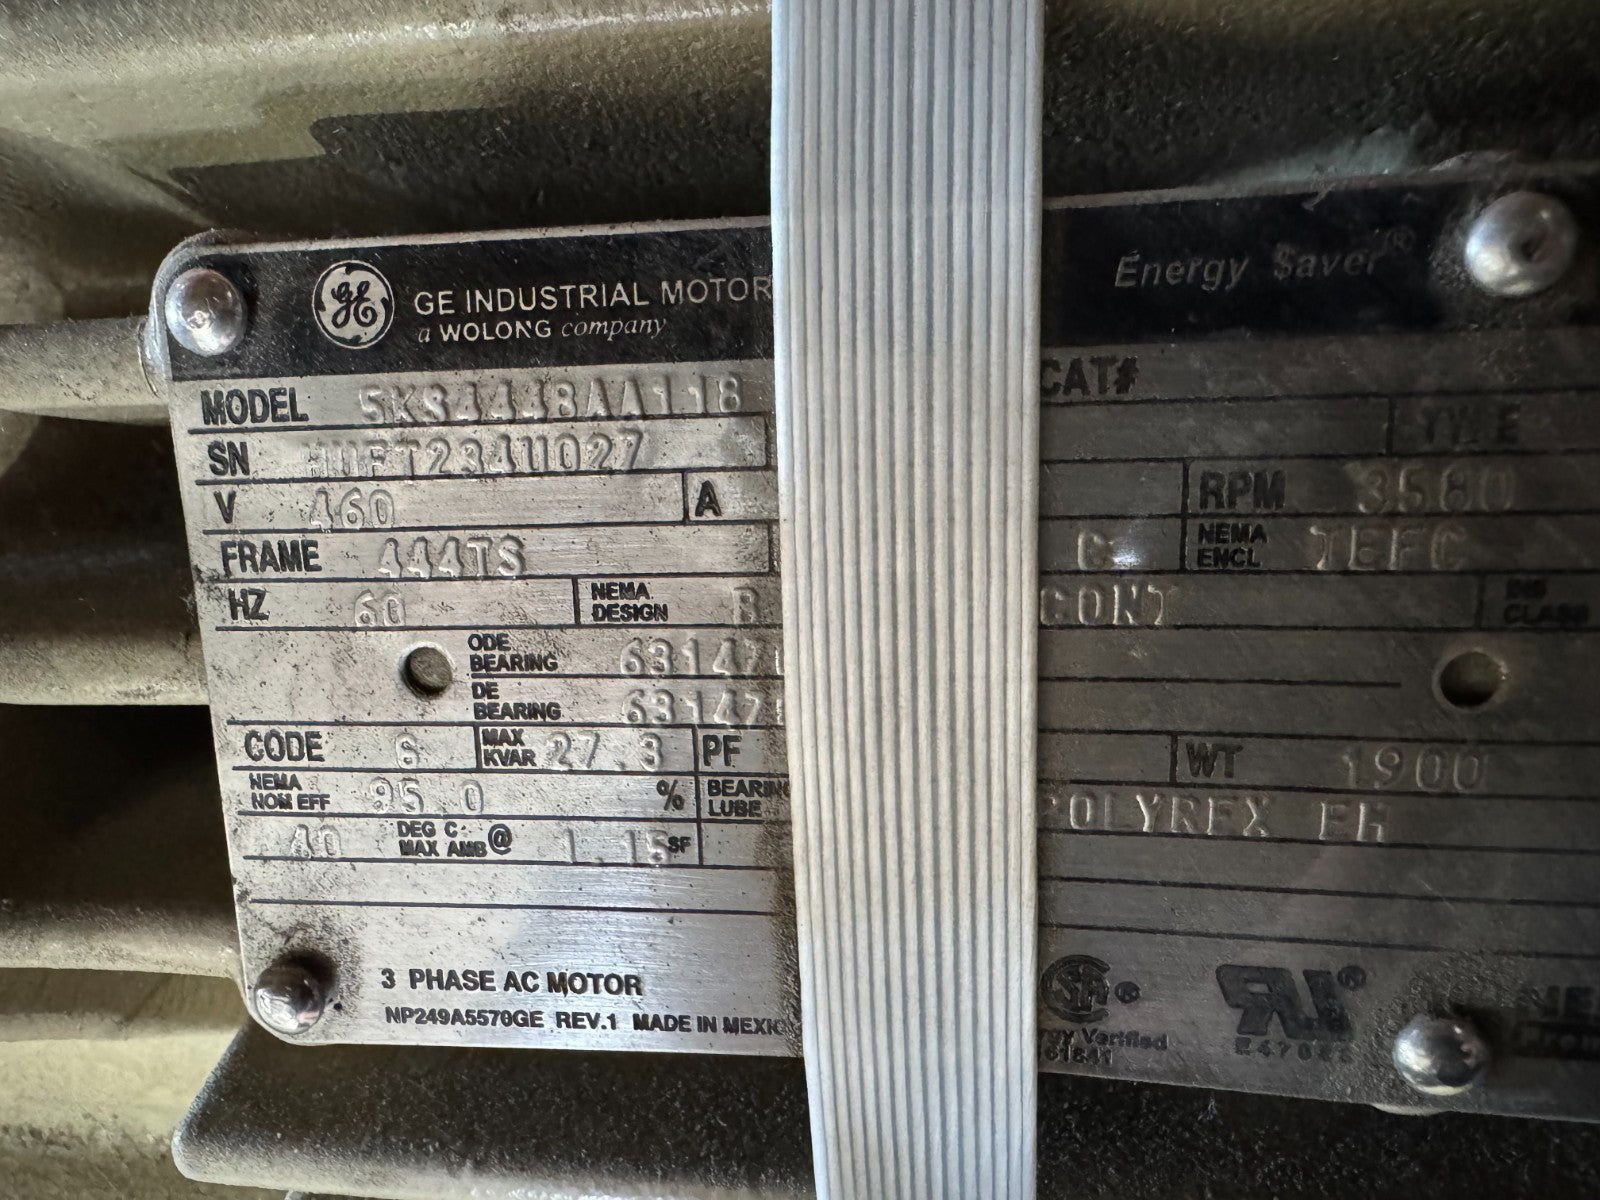 GE INDUSTRIAL MOTOR Energy Saver®
a WOLONG company
MODEL 5KS444BAA118 CAT#
SN TYPE
V 460 A RPM 3580
FRAME 444TS NEMA ENCL TEFC
HZ 60 NEMA DESIGN B CONT CLASS
ODE BEARING
DE BEARING
CODE G MAX KVAR 27.3 PF WT 1900
NEMA NOM EFF 95.0 % BEARING LUBE POLYREX EM
40 DEG C MAX AMB @ 1.15 SF
3 PHASE AC MOTOR
NP249A5570GE REV.1 MADE IN
Verified